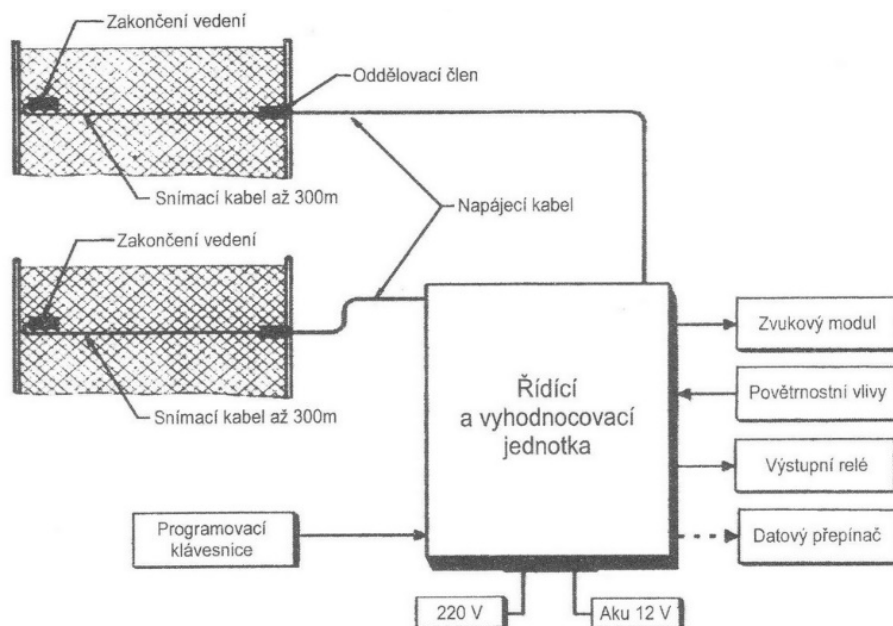 Zakončení vedení
Oddělovací člen
Snímací kabel až 300m
Napájecí kabel
Zakončení vedení
Snímací kabel až 300m
Řídící
a vyhodnocovací
jednotka
Zvukový modul
Povětrnostní vlivy
Výstupní relé
Datový přepínač
Programovací
klávesnice
220 V
Aku 12 V